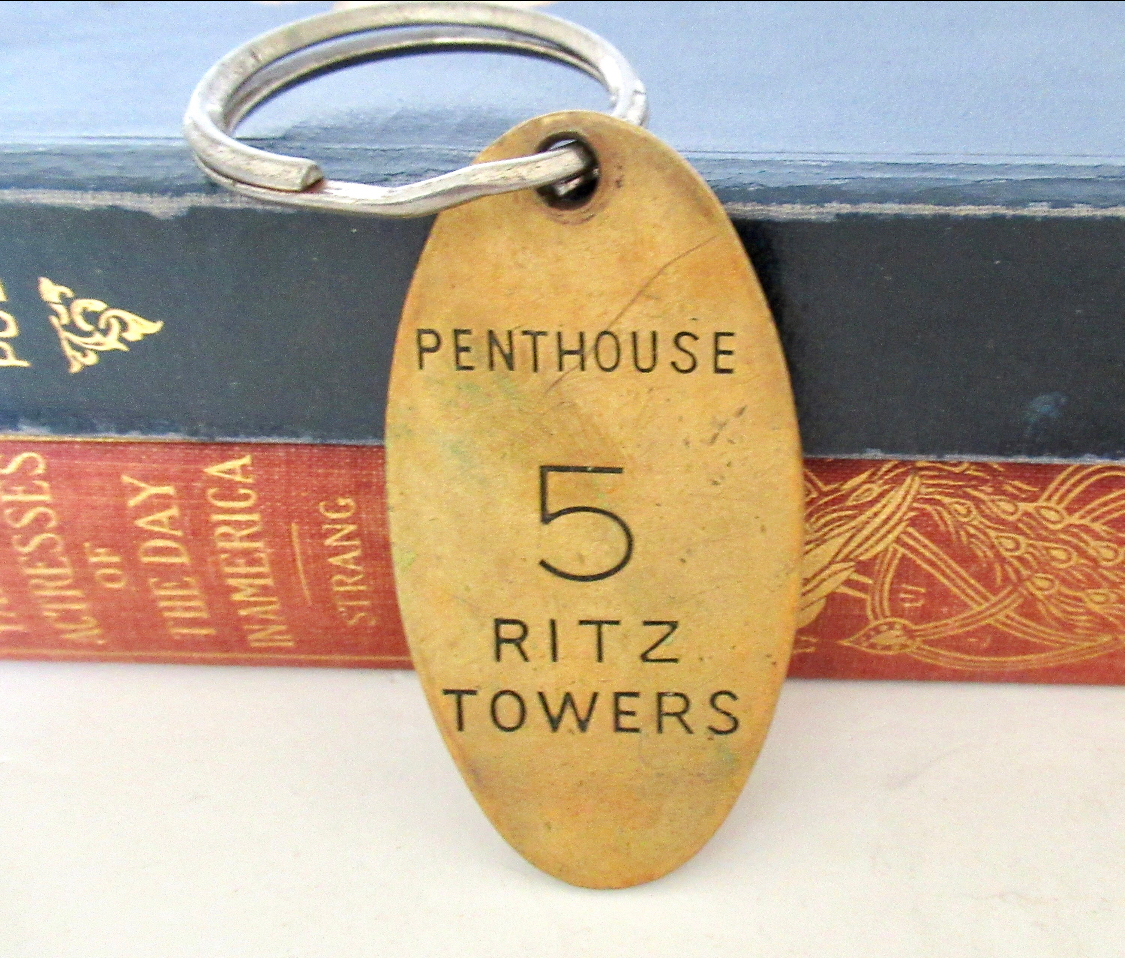 PENTHOUSE
5
RITZ
TOWERS
ACTRESSES
OF
THE DAY
IN AMERICA
STRANG